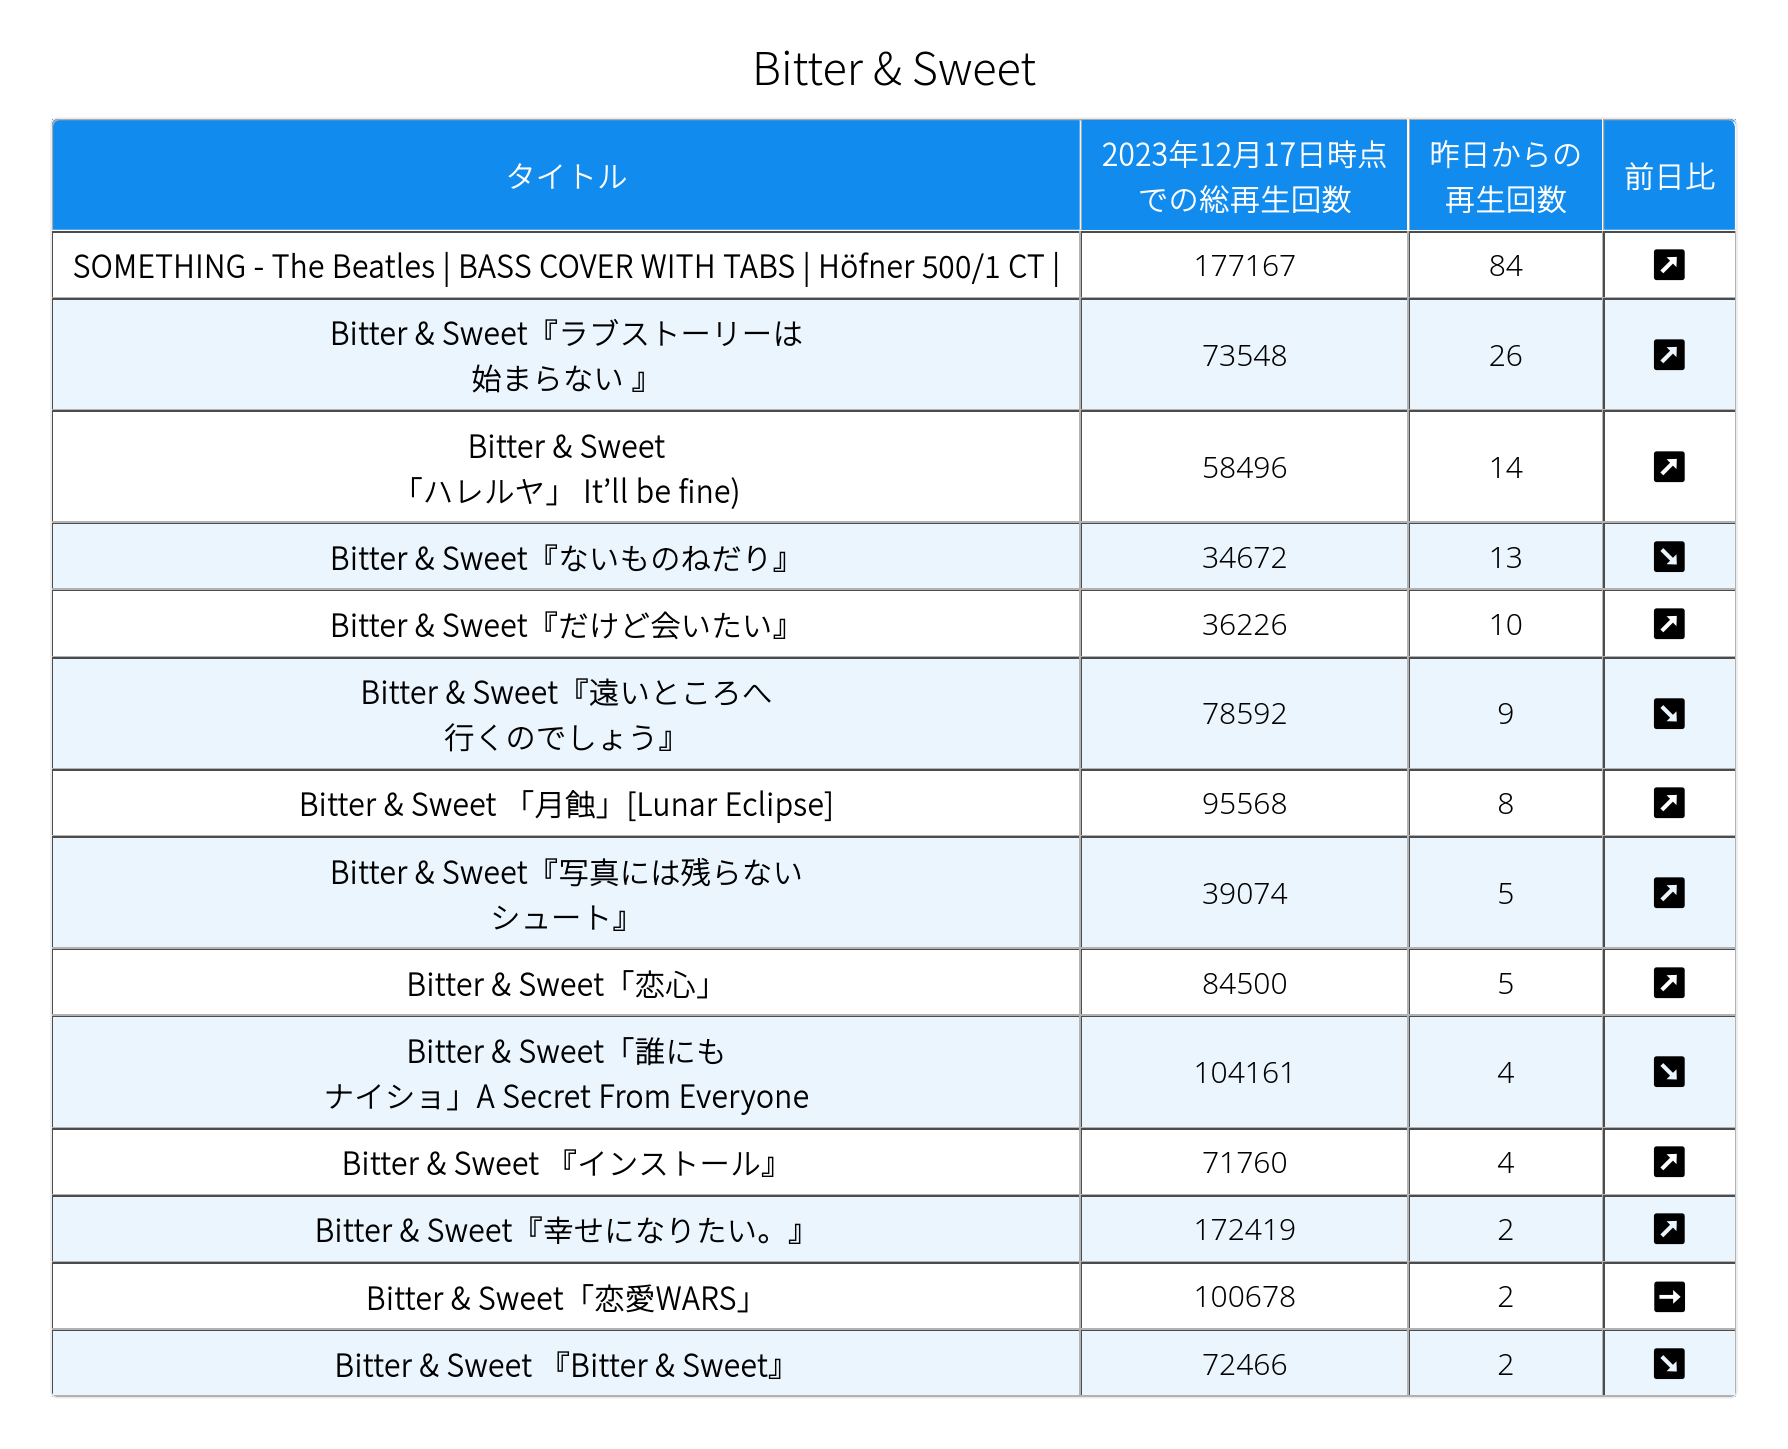 Bitter & Sweet
タイトル
2023年12月17日時点
での総再生回数
昨日からの
再生回数
前日比
SOMETHING - The Beatles | BASS COVER WITH TABS | Höfner 500/1 CT |
177167
84
↗
Bitter & Sweet『ラブストーリーは
始まらない 』
73548
26
↗
Bitter & Sweet
「ハレルヤ」 It’ll be fine)
58496
14
↗
Bitter & Sweet『ないものねだり』
34672
13
↘
Bitter & Sweet『だけど会いたい』
36226
10
↗
Bitter & Sweet『遠いところへ
行くのでしょう』
78592
9
↘
Bitter & Sweet 「月蝕」[Lunar Eclipse]
95568
8
↗
Bitter & Sweet『写真には残らない
シュート』
39074
5
↗
Bitter & Sweet「恋心」
84500
5
↗
Bitter & Sweet「誰にも
ナイショ」A Secret From Everyone
104161
4
↘
Bitter & Sweet 『インストール』
71760
4
↗
Bitter & Sweet『幸せになりたい。』
172419
2
↗
Bitter & Sweet「恋愛WARS」
100678
2
→
Bitter & Sweet 『Bitter & Sweet』
72466
2
↘